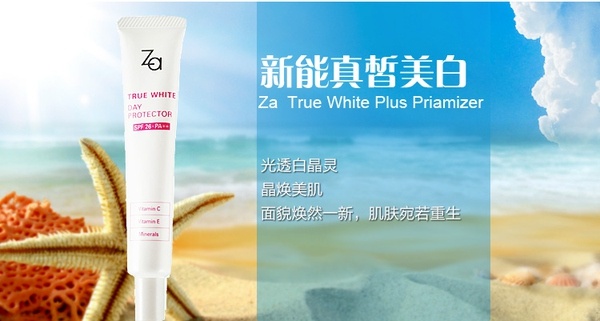 Za
TRUE WHITE
DAY
PROTECTOR
SPF 26·PA++
Vitamin C
Vitamin E
Minerals
新能真皙美白
Za True White Plus Priamizer
光透白晶灵
晶焕美肌
面貌焕然一新，肌肤宛若重生